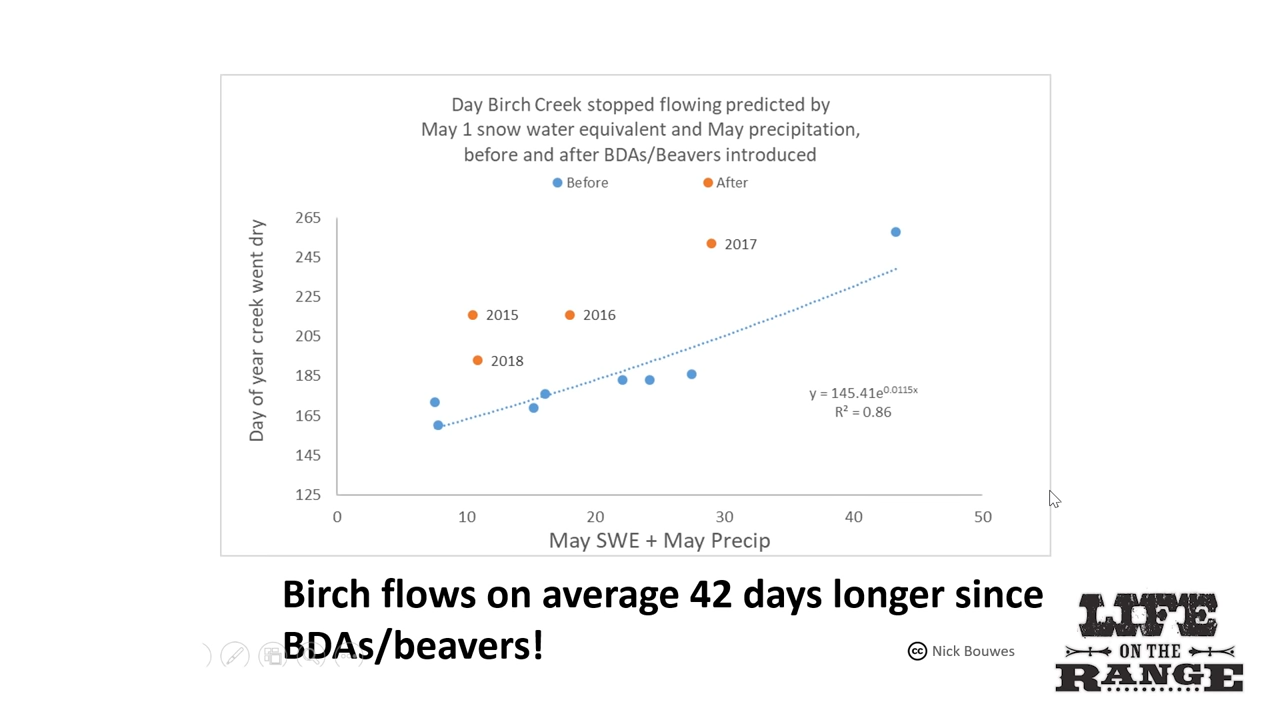 Day Birch Creek stopped flowing predicted by
May 1 snow water equivalent and May precipitation,
before and after BDAs/Beavers introduced
Before After
Day of year creek went dry
265
245
225
205
185
165
145
125
2017
2015
2016
2018
y = 145.41e^0.0115x
R² = 0.86
0 10 20 30 40 50
May SWE + May Precip
Birch flows on average 42 days longer since
BDAs/beavers!
cc Nick Bouwes
LIFE
ON THE
RANGE